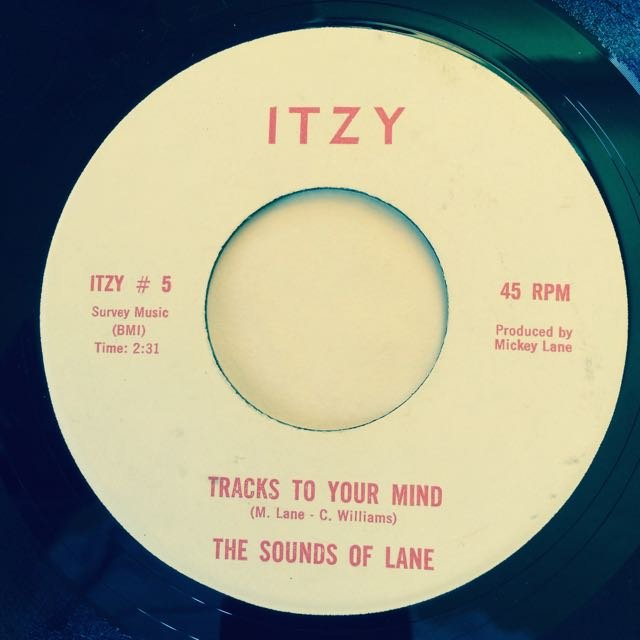 ITZY
ITZY # 5
Survey Music
(BMI)
Time: 2:31
45 RPM
Produced by
Mickey Lane
TRACKS TO YOUR MIND
(M. Lane - C. Williams)
THE SOUNDS OF LANE